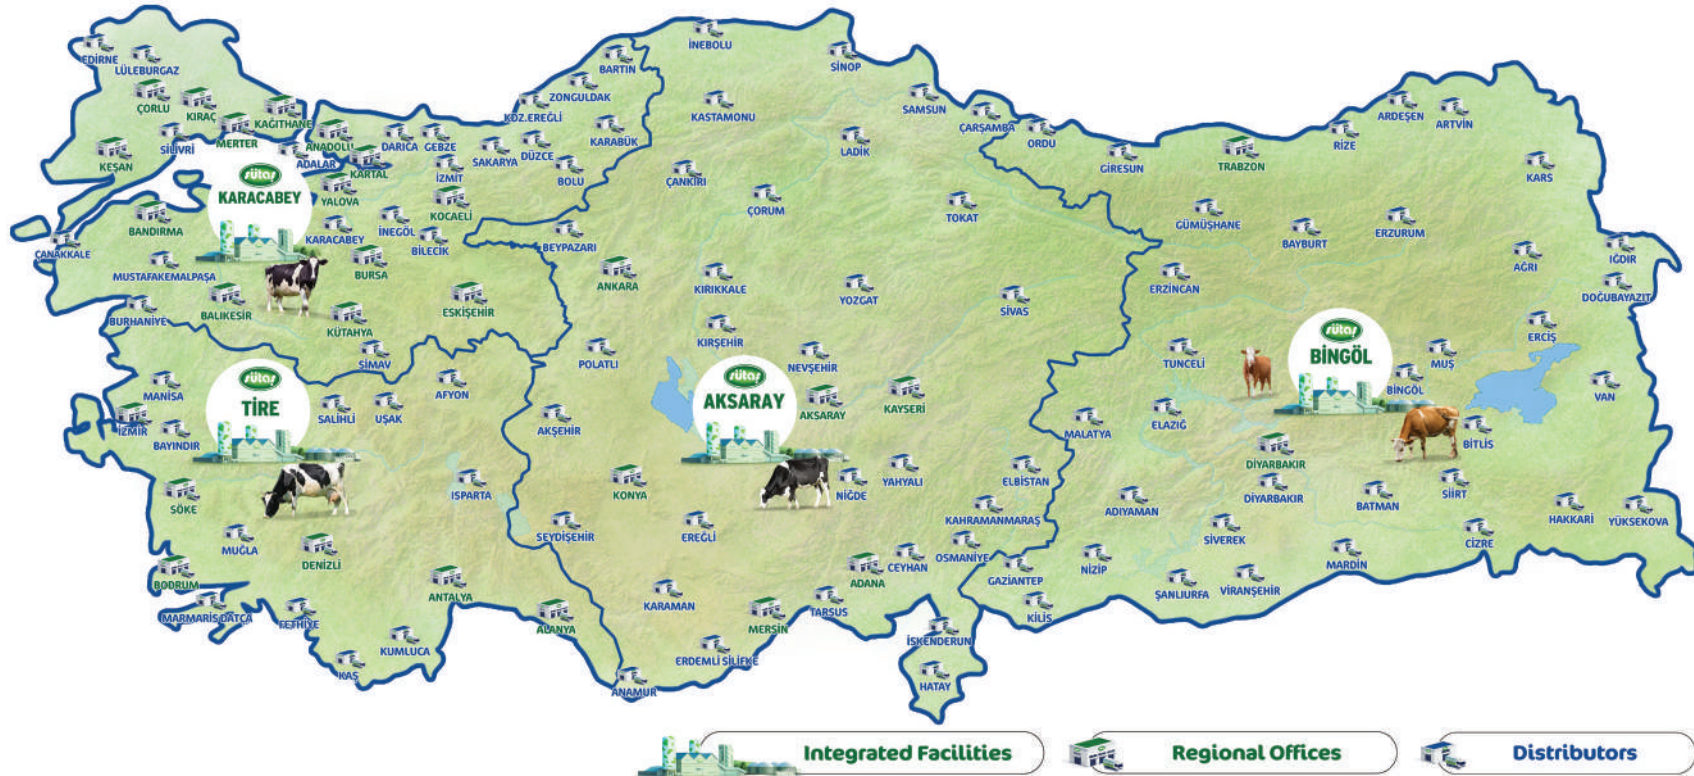 İNEBOLU
SİNOP
EDİRNE
LÜLEBURGAZ
BARTIN
ZONGULDAK
KDZ.EREĞLİ
KASTAMONU
SAMSUN
ÇARŞAMBA
ARDEŞEN
ARTVİN
ÇORLU
KIRAÇ
KAĞITHANE
MERTER
SİLİVRİ
ANADOLU
DARICA
GEBZE
SAKARYA
DÜZCE
KARABÜK
LADİK
ORDU
GİRESUN
TRABZON
RİZE
KARS
KEŞAN
ADALAR
KARTAL
İZMİT
BOLU
ÇANKIRI
sütaş
KARACABEY
YALOVA
KOCAELİ
ÇORUM
TOKAT
GÜMÜŞHANE
BAYBURT
ERZURUM
BANDIRMA
KARACABEY
İNEGÖL
BİLECİK
BEYPAZARI
ÇANAKKALE
AĞRI
IĞDIR
MUSTAFAKEMALPAŞA
BURSA
ANKARA
KIRIKKALE
YOZGAT
SİVAS
ERZİNCAN
DOĞUBAYAZIT
BURHANİYE
BALIKESİR
KÜTAHYA
ESKİŞEHİR
KIRŞEHİR
ERCİŞ
SİMAV
POLATLI
NEVŞEHİR
TUNCELİ
sütaş
BİNGÖL
MUŞ
BİNGÖL
VAN
MANİSA
sütaş
TİRE
SALİHLİ
UŞAK
AFYON
AKŞEHİR
sütaş
AKSARAY
AKSARAY
KAYSERİ
MALATYA
ELAZIĞ
BİTLİS
İZMİR
BAYINDIR
DİYARBAKIR
DİYARBAKIR
SÖKE
ISPARTA
KONYA
NİĞDE
YAHYALI
ELBİSTAN
ADIYAMAN
BATMAN
SİİRT
HAKKARİ
YÜKSEKOVA
MUĞLA
DENİZLİ
SEYDİŞEHİR
EREĞLİ
KAHRAMANMARAŞ
OSMANİYE
SİVEREK
CİZRE
BODRUM
ANTALYA
ADANA
CEYHAN
GAZİANTEP
NİZİP
MARDİN
MARMARİS DATÇA
FETHİYE
KARAMAN
TARSUS
KİLİS
ŞANLIURFA
VİRANŞEHİR
ALANYA
MERSİN
KUMLUCA
KAŞ
ERDEMLİ SİLİFKE
İSKENDERUN
ANAMUR
HATAY
Integrated Facilities
Regional Offices
Distributors